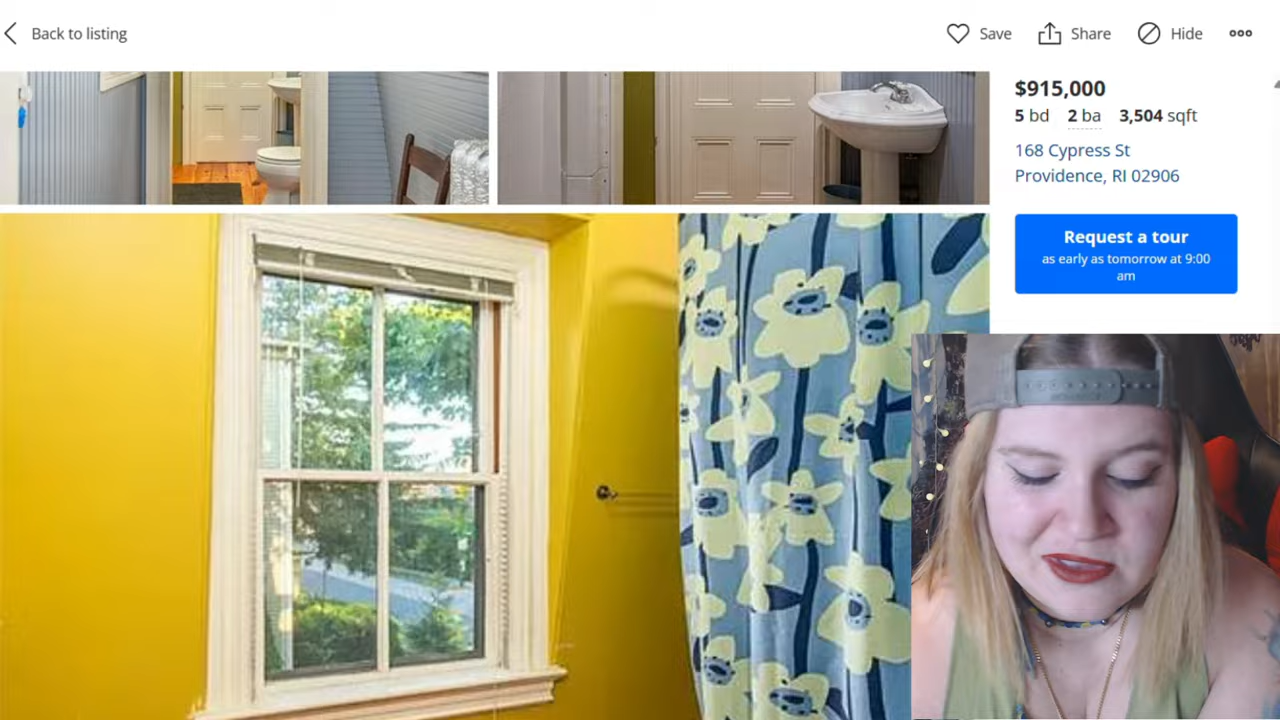 Back to listing
Save Share Hide
$915,000
5 bd 2 ba 3,504 sqft
168 Cypress St
Providence, RI 02906
Request a tour
as early as tomorrow at 9:00
am